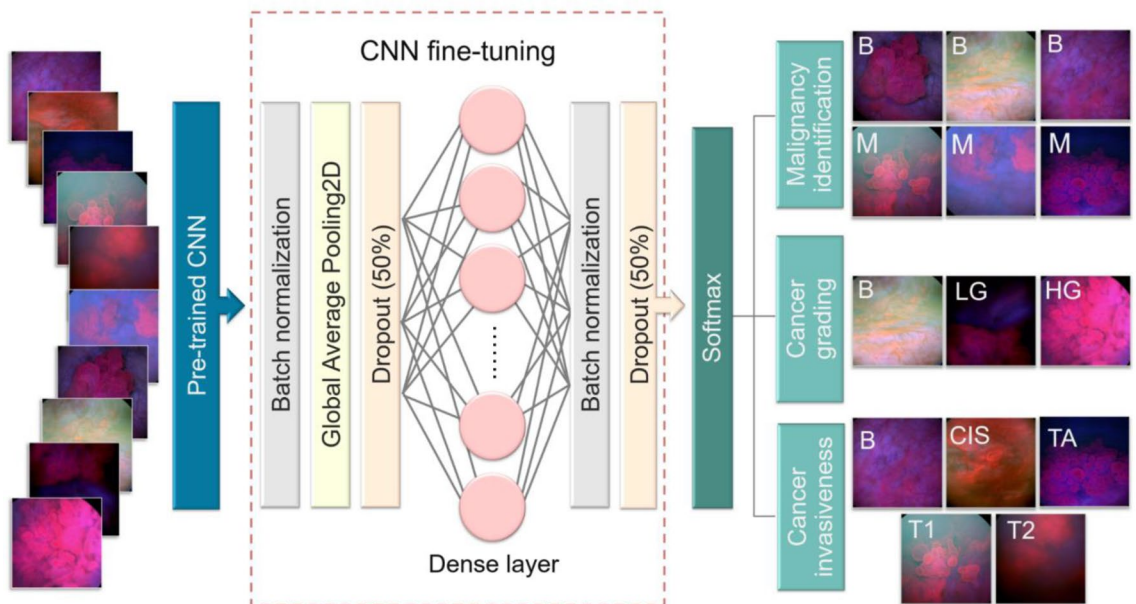 CNN fine-tuning
Pre-trained CNN
Batch normalization
Global Average Pooling2D
Dropout (50%)
Dense layer
Batch normalization
Dropout (50%)
Softmax
Malignancy
identification
B
B
B
M
M
M
Cancer
grading
B
LG
HG
Cancer
invasiveness
B
CIS
TA
T1
T2